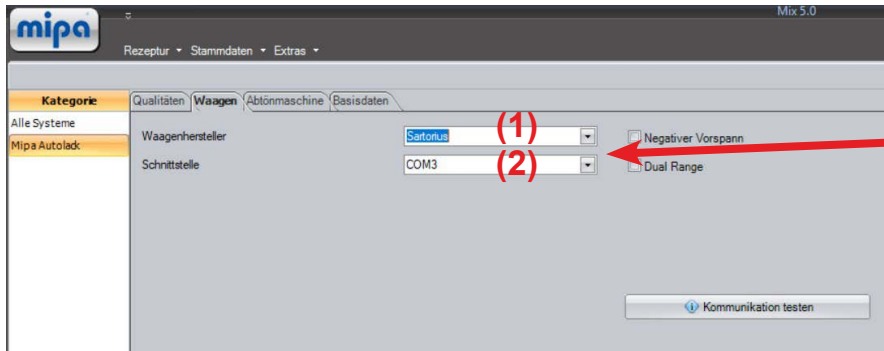 Mix 5.0
mipa
Rezeptur Stammdaten Extras
Kategorie
Qualitäten Waagen Abtönmaschine Basisdaten
Alle Systeme
Mipa Autolack
Waagenhersteller Sartorius (1) Negativer Vorspann
Schnittstelle COM3 (2) Dual Range
Kommunikation testen